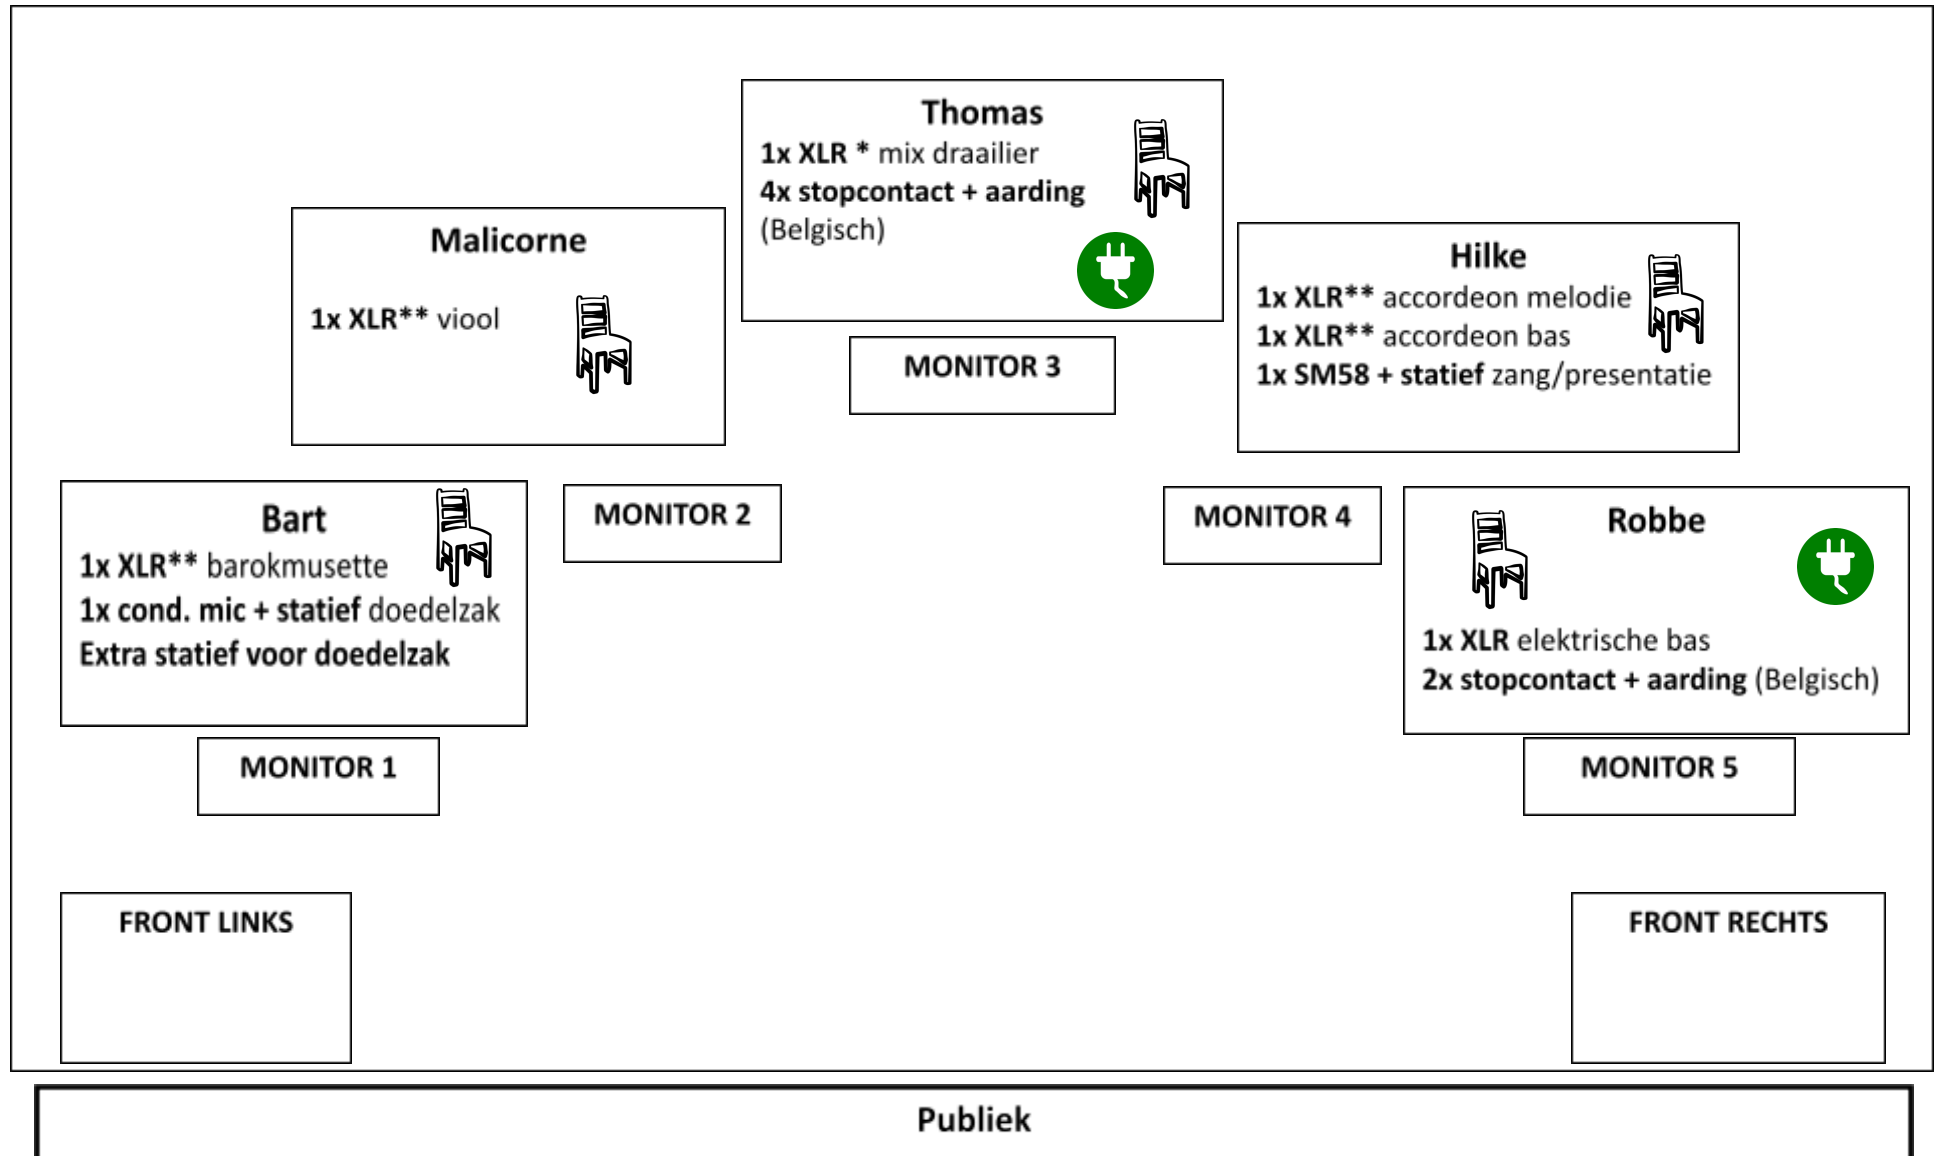 Thomas
1x XLR * mix draailier
4x stopcontact + aarding
(Belgisch)
Malicorne
1x XLR** viool
Hilke
1x XLR** accordeon melodie
1x XLR** accordeon bas
1x SM58 + statief zang/presentatie
MONITOR 3
Bart
1x XLR** barokmusette
1x cond. mic + statief doedelzak
Extra statief voor doedelzak
MONITOR 2
MONITOR 4
Robbe
1x XLR elektrische bas
2x stopcontact + aarding (Belgisch)
MONITOR 1
MONITOR 5
FRONT LINKS
FRONT RECHTS
Publiek